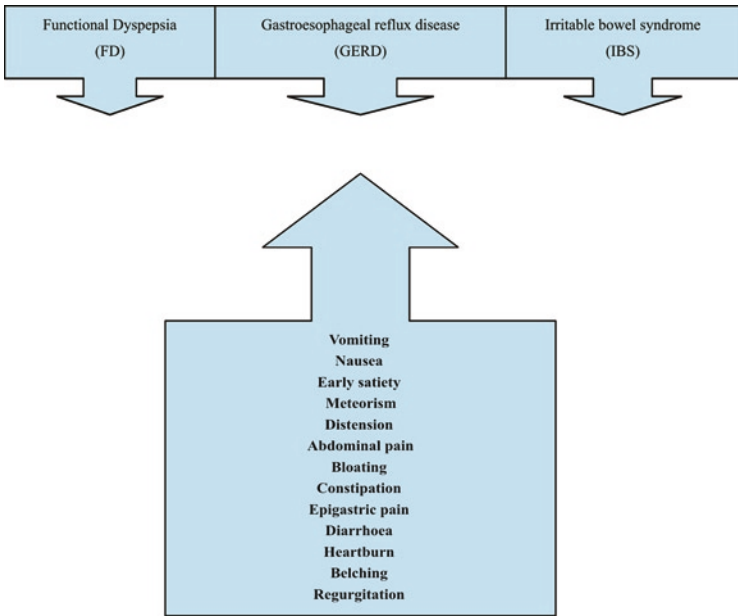 Functional Dyspepsia
(FD)
Gastroesophageal reflux disease
(GERD)
Irritable bowel syndrome
(IBS)
Vomiting
Nausea
Early satiety
Meteorism
Distension
Abdominal pain
Bloating
Constipation
Epigastric pain
Diarrhoea
Heartburn
Belching
Regurgitation